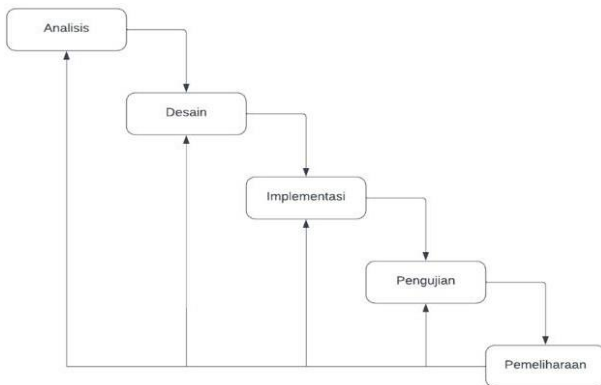 Analisis
Desain
Implementasi
Pengujian
Pemeliharaan